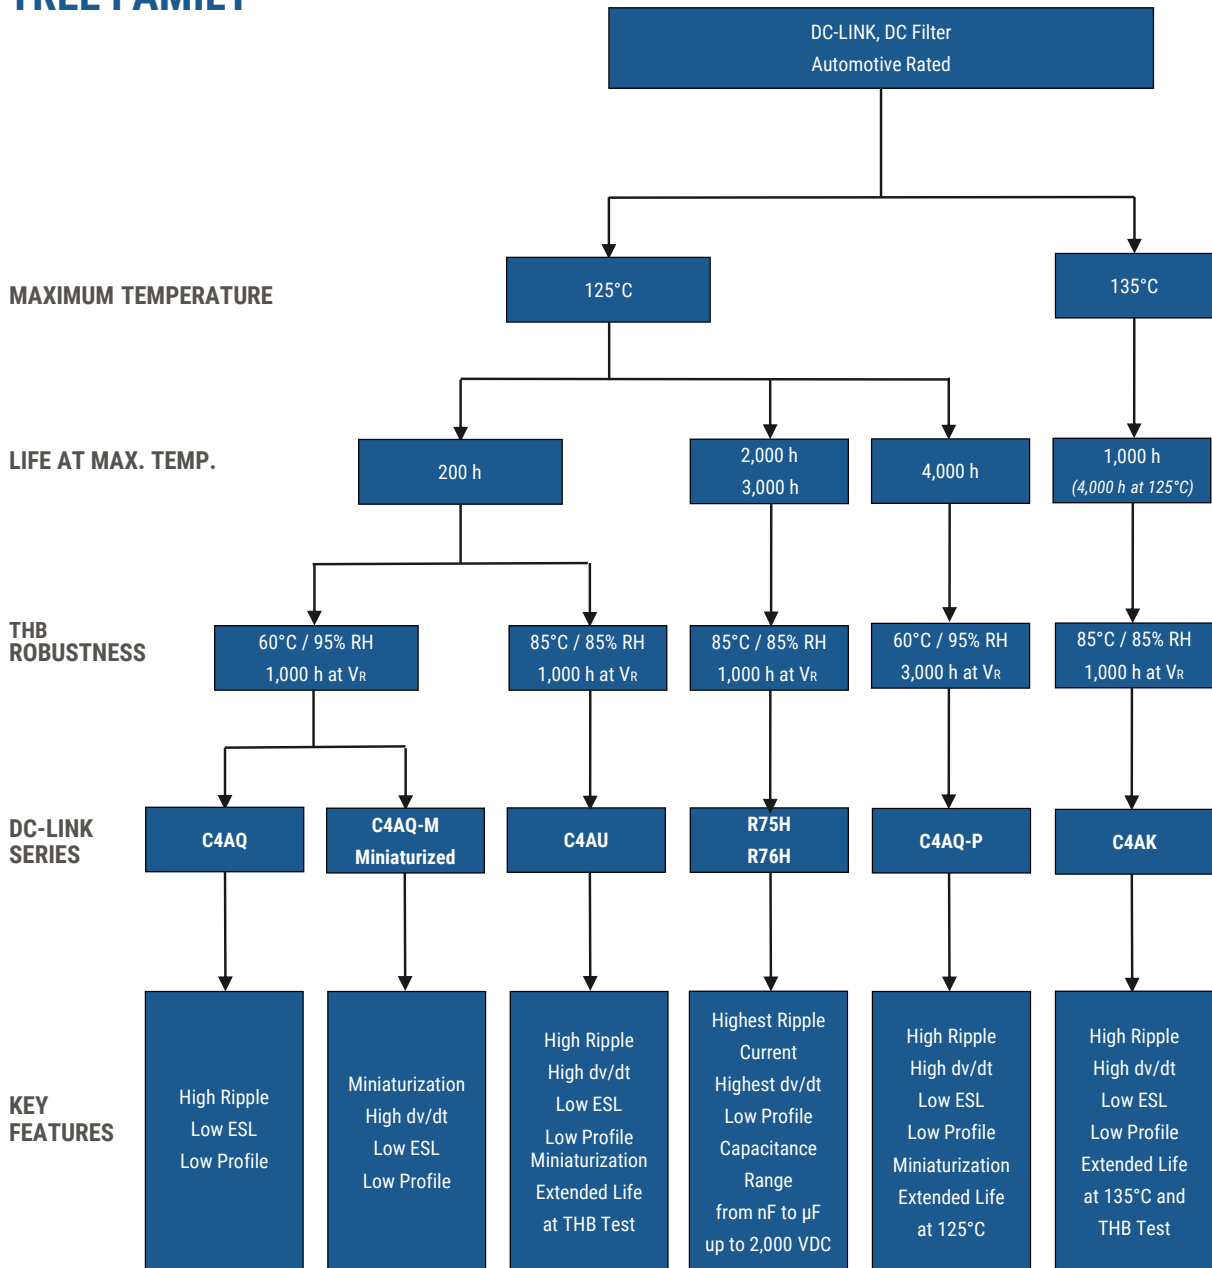 TREE FAMILY
DC-LINK, DC Filter
Automotive Rated
MAXIMUM TEMPERATURE
125°C
135°C
LIFE AT MAX. TEMP.
200 h
2,000 h
3,000 h
4,000 h
1,000 h
(4,000 h at 125°C)
THB
ROBUSTNESS
60°C / 95% RH
1,000 h at VR
85°C / 85% RH
1,000 h at VR
85°C / 85% RH
1,000 h at VR
60°C / 95% RH
3,000 h at VR
85°C / 85% RH
1,000 h at VR
DC-LINK
SERIES
C4AQ
C4AQ-M
Miniaturized
C4AU
R75H
R76H
C4AQ-P
C4AK
KEY
FEATURES
High Ripple
Low ESL
Low Profile
Miniaturization
High dv/dt
Low ESL
Low Profile
High Ripple
High dv/dt
Low ESL
Low Profile
Miniaturization
Extended Life
at THB Test
Highest Ripple
Current
Highest dv/dt
Low Profile
Capacitance
Range
from nF to µF
up to 2,000 VDC
High Ripple
High dv/dt
Low ESL
Low Profile
Miniaturization
Extended Life
at 125°C
High Ripple
High dv/dt
Low ESL
Low Profile
Extended Life
at 135°C and
THB Test